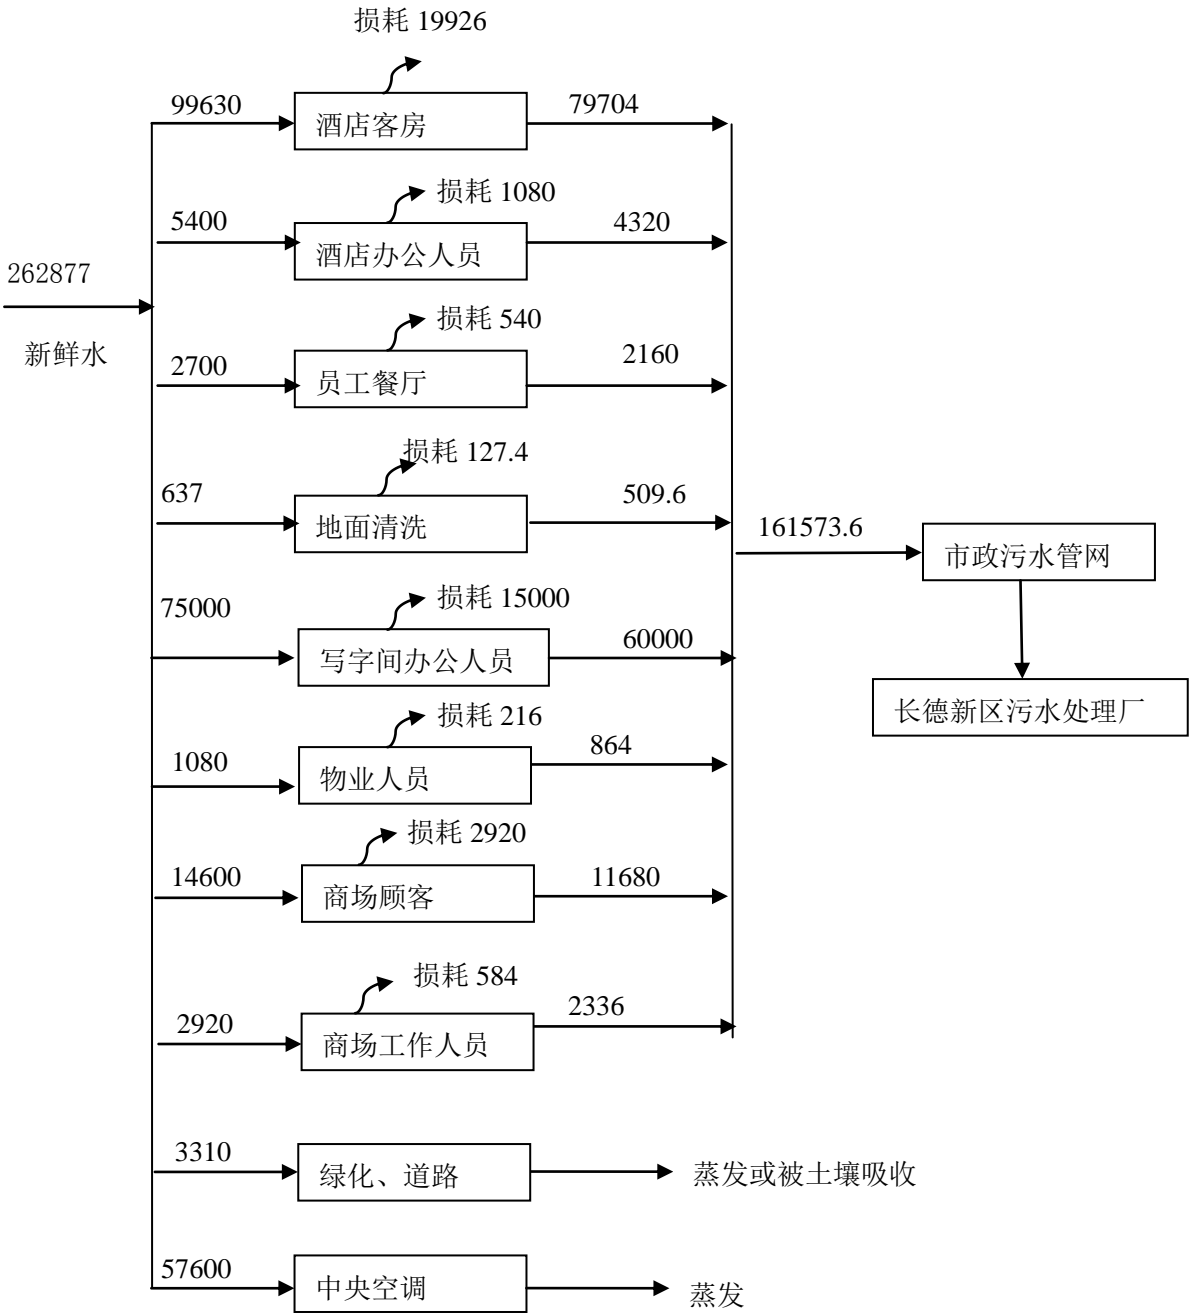 损耗 19926
99630
酒店客房
79704
损耗 1080
5400
酒店办公人员
4320
262877
新鲜水
损耗 540
2700
员工餐厅
2160
损耗 127.4
637
地面清洗
509.6
161573.6
市政污水管网
损耗 15000
75000
写字间办公人员
60000
长德新区污水处理厂
损耗 216
1080
物业人员
864
损耗 2920
14600
商场顾客
11680
损耗 584
2920
商场工作人员
2336
3310
绿化、道路
蒸发或被土壤吸收
57600
中央空调
蒸发